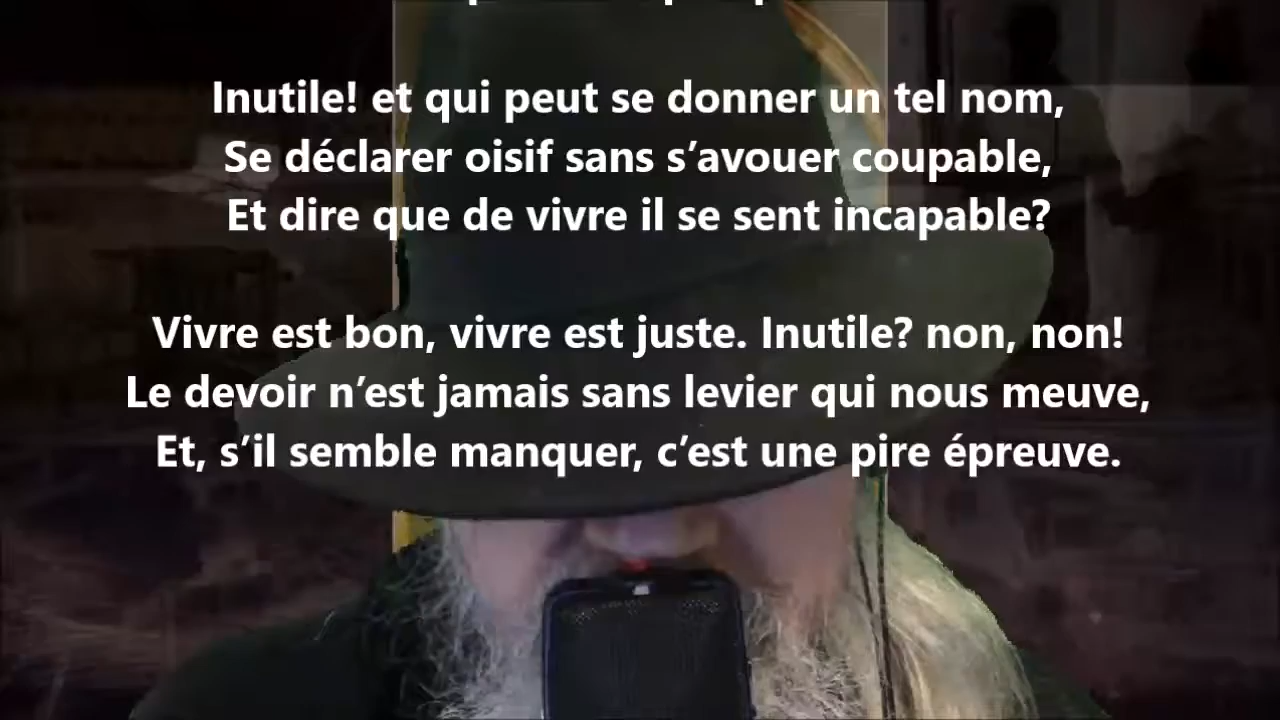 Inutile! et qui peut se donner un tel nom,
Se déclarer oisif sans s’avouer coupable,
Et dire que de vivre il se sent incapable?
Vivre est bon, vivre est juste. Inutile? non, non!
Le devoir n’est jamais sans levier qui nous meuve,
Et, s’il semble manquer, c’est une pire épreuve.